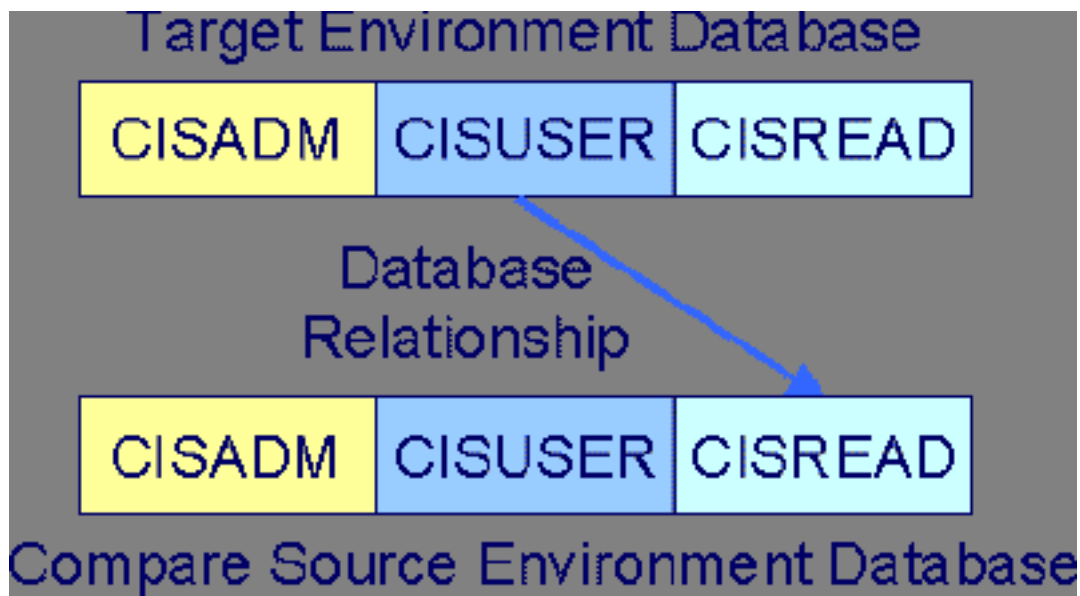 Target Environment Database
CISADM CISUSER CISREAD
Database
Relationship
CISADM CISUSER CISREAD
Compare Source Environment Database